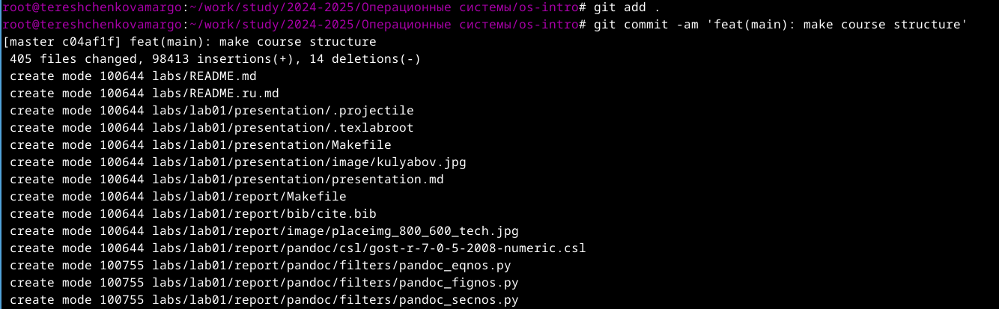 root@tereshchenkovamargo:~/work/study/2024-2025/Операционные системы/os-intro# git add .
root@tereshchenkovamargo:~/work/study/2024-2025/Операционные системы/os-intro# git commit -am 'feat(main): make course structure'
[master c04af1f] feat(main): make course structure
 405 files changed, 98413 insertions(+), 14 deletions(-)
 create mode 100644 labs/README.md
 create mode 100644 labs/README.ru.md
 create mode 100644 labs/lab01/presentation/.projectile
 create mode 100644 labs/lab01/presentation/.texlabroot
 create mode 100644 labs/lab01/presentation/Makefile
 create mode 100644 labs/lab01/presentation/image/kulyabov.jpg
 create mode 100644 labs/lab01/presentation/presentation.md
 create mode 100644 labs/lab01/report/Makefile
 create mode 100644 labs/lab01/report/bib/cite.bib
 create mode 100644 labs/lab01/report/image/placeimg_800_600_tech.jpg
 create mode 100644 labs/lab01/report/pandoc/csl/gost-r-7-0-5-2008-numeric.csl
 create mode 100755 labs/lab01/report/pandoc/filters/pandoc_eqnos.py
 create mode 100755 labs/lab01/report/pandoc/filters/pandoc_fignos.py
 create mode 100755 labs/lab01/report/pandoc/filters/pandoc_secnos.py